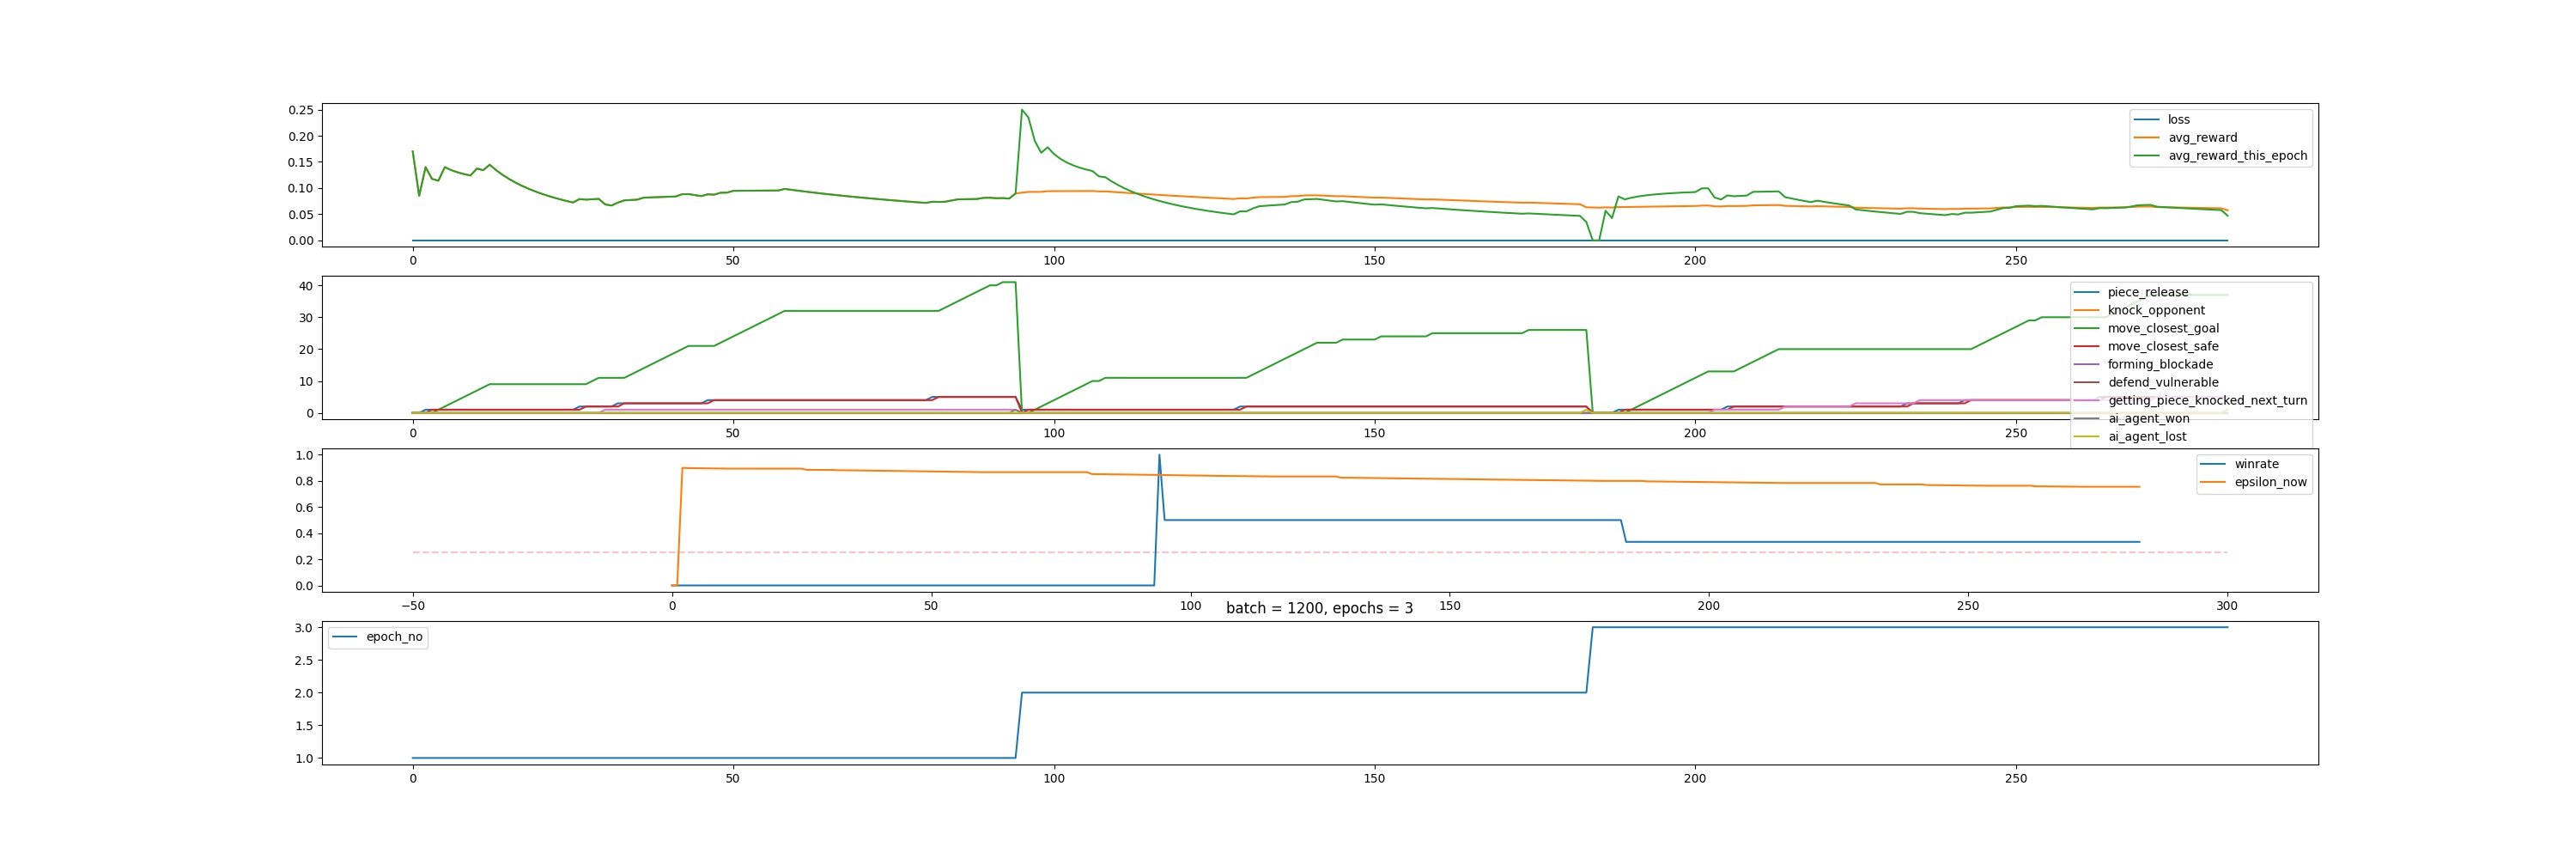 0.25
0.20
0.15
0.10
0.05
0.00
loss
avg_reward
avg_reward_this_epoch
0 50 100 150 200 250
40
30
20
10
0
piece_release
knock_opponent
move_closest_goal
move_closest_safe
forming_blockade
defend_vulnerable
getting_piece_knocked_next_turn
ai_agent_won
ai_agent_lost
0 50 100 150 200 250
1.0
0.8
0.6
0.4
0.2
0.0
winrate
epsilon_now
−50 0 50 100 150 200 250 300
batch = 1200, epochs = 3
3.0
2.5
2.0
1.5
1.0
epoch_no
0 50 100 150 200 250